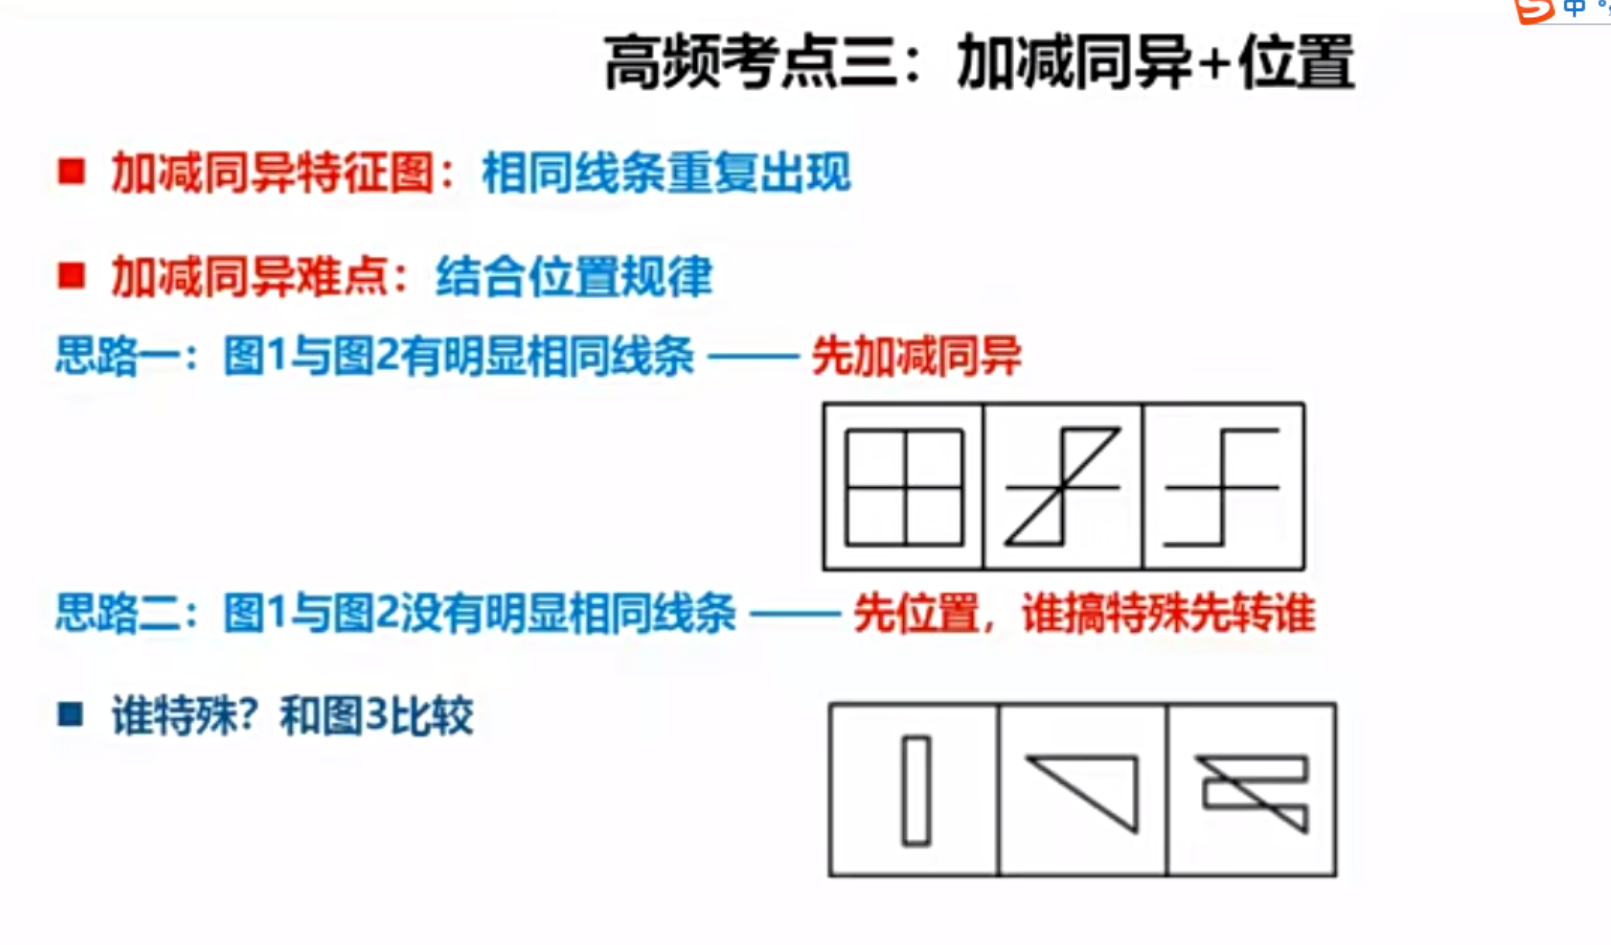 中
高频考点三：加减同异+位置
■ 加减同异特征图：相同线条重复出现
■ 加减同异难点：结合位置规律
思路一：图1与图2有明显相同线条 —— 先加减同异
思路二：图1与图2没有明显相同线条 —— 先位置，谁搞特殊先转谁
■ 谁特殊？和图3比较